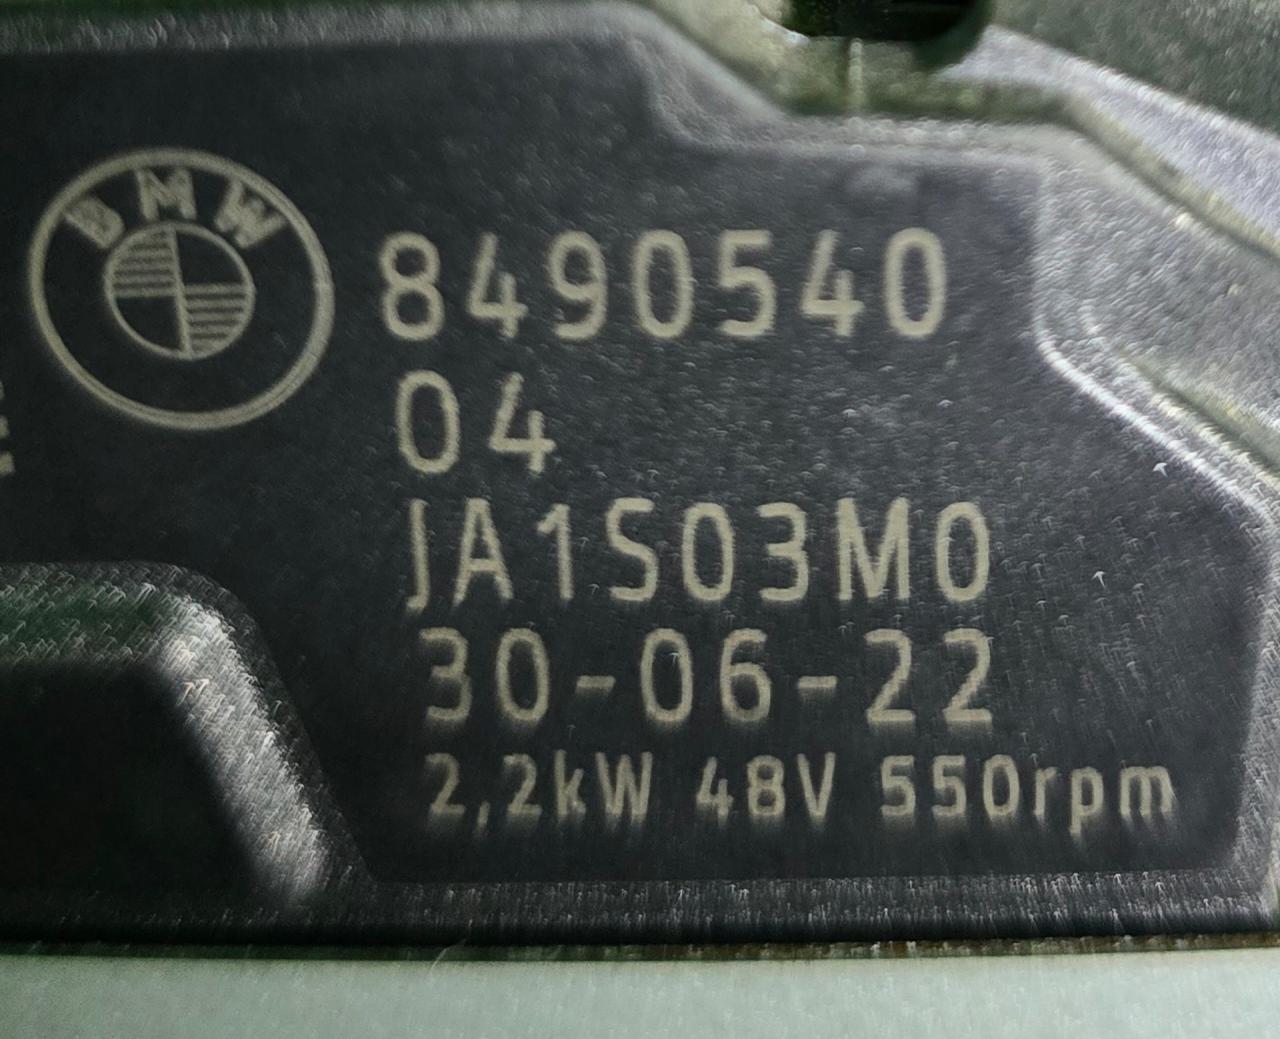 BMW
8490540
04
JA1S03M0
30-06-22
2,2kW 48V 550rpm